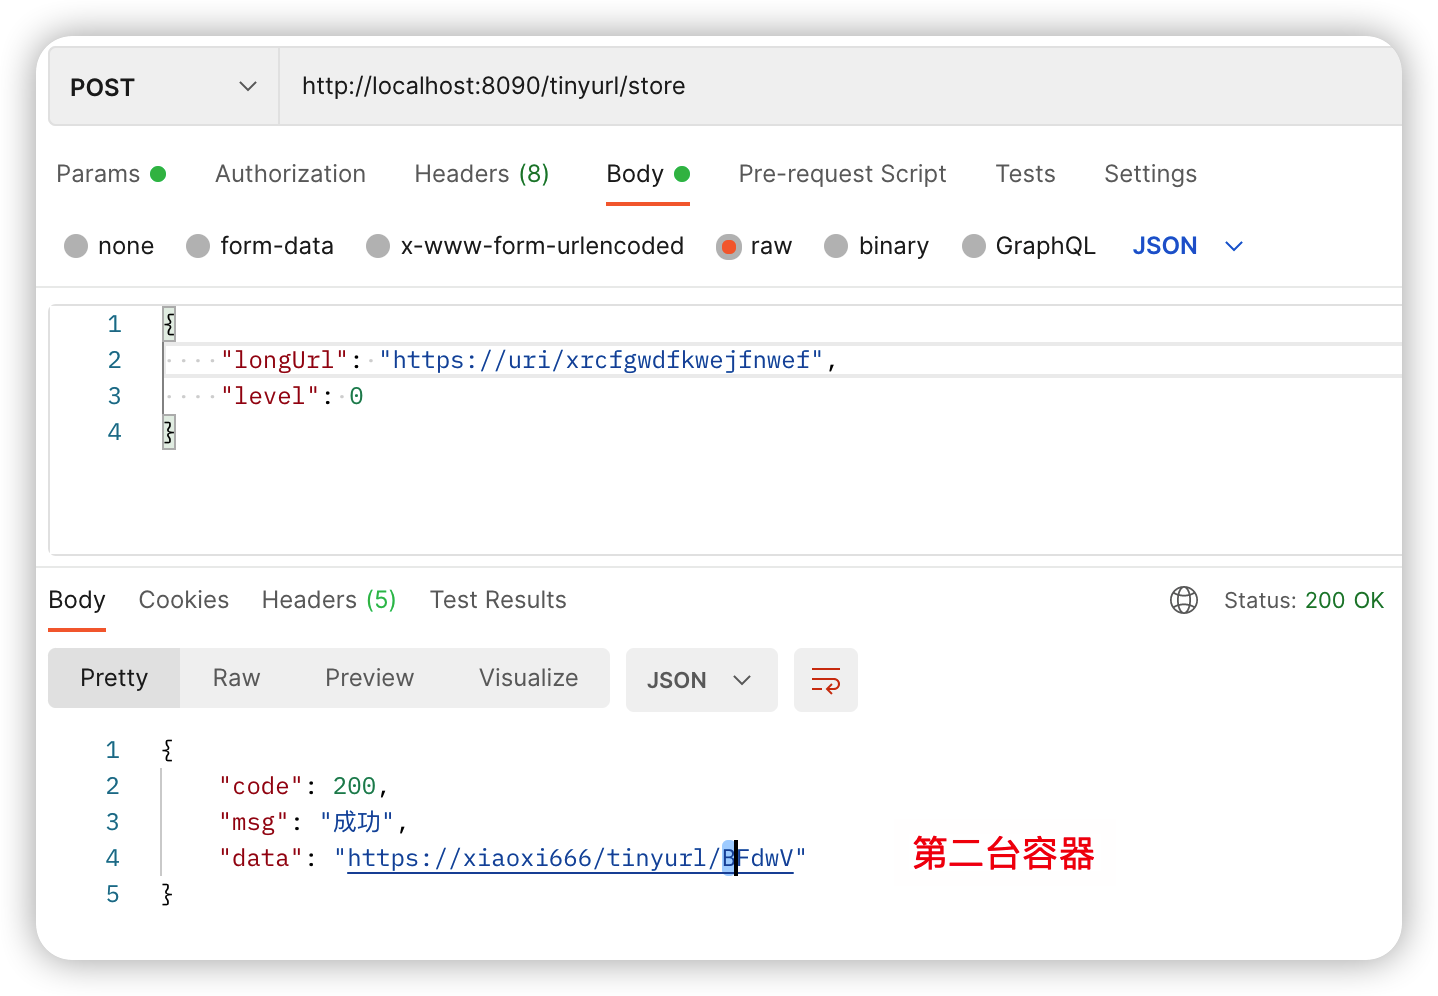 POST http://localhost:8090/tinyurl/store
Params Authorization Headers (8) Body Pre-request Script Tests Settings
none form-data x-www-form-urlencoded raw binary GraphQL JSON
1 {
2 "longUrl": "https://uri/xrcfgwdfkwejfnwef",
3 "level": 0
4 }
Body Cookies Headers (5) Test Results Status: 200 OK
Pretty Raw Preview Visualize JSON
1 {
2 "code": 200,
3 "msg": "成功",
4 "data": "https://xiaoxi666/tinyurl/BFdwV" 第二台容器
5 }